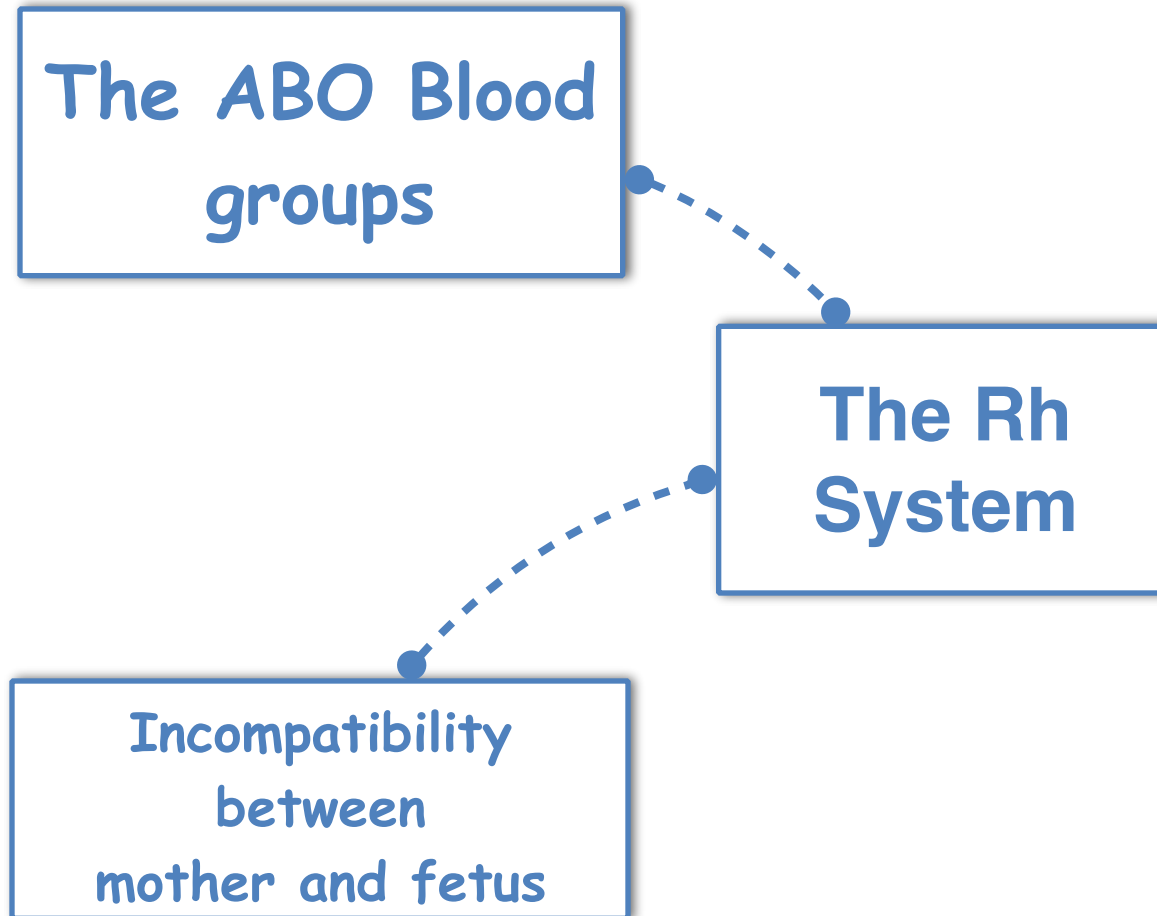 The ABO Blood
groups
The Rh
System
Incompatibility
between
mother and fetus